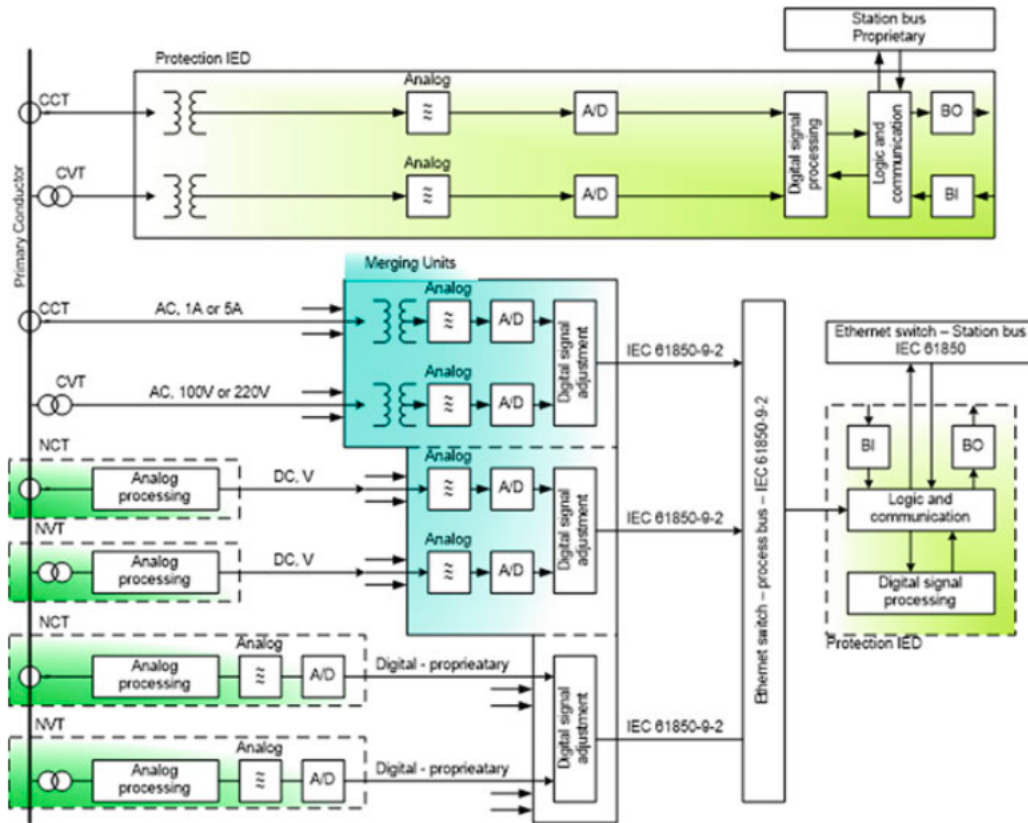 Station bus
Proprietary
Protection IED
CCT
Analog
A/D
Digital signal
processing
Logic and
communication
BO
CVT
Analog
A/D
BI
Primary Conductor
Merging Units
CCT
AC, 1A or 5A
Analog
A/D
Digital signal
adjustment
IEC 61850-9-2
CVT
AC, 100V or 220V
Analog
A/D
Ethernet switch – process bus – IEC 61850-9-2
Ethernet switch – Station bus
IEC 61850
BI
BO
Logic and
communication
Digital signal
processing
Protection IED
NCT
Analog
processing
DC, V
Analog
A/D
Digital signal
adjustment
IEC 61850-9-2
NVT
Analog
processing
DC, V
Analog
A/D
NCT
Analog
processing
Analog
A/D
Digital - proprieatary
Digital signal
adjustment
IEC 61850-9-2
NVT
Analog
processing
Analog
A/D
Digital - proprieatary